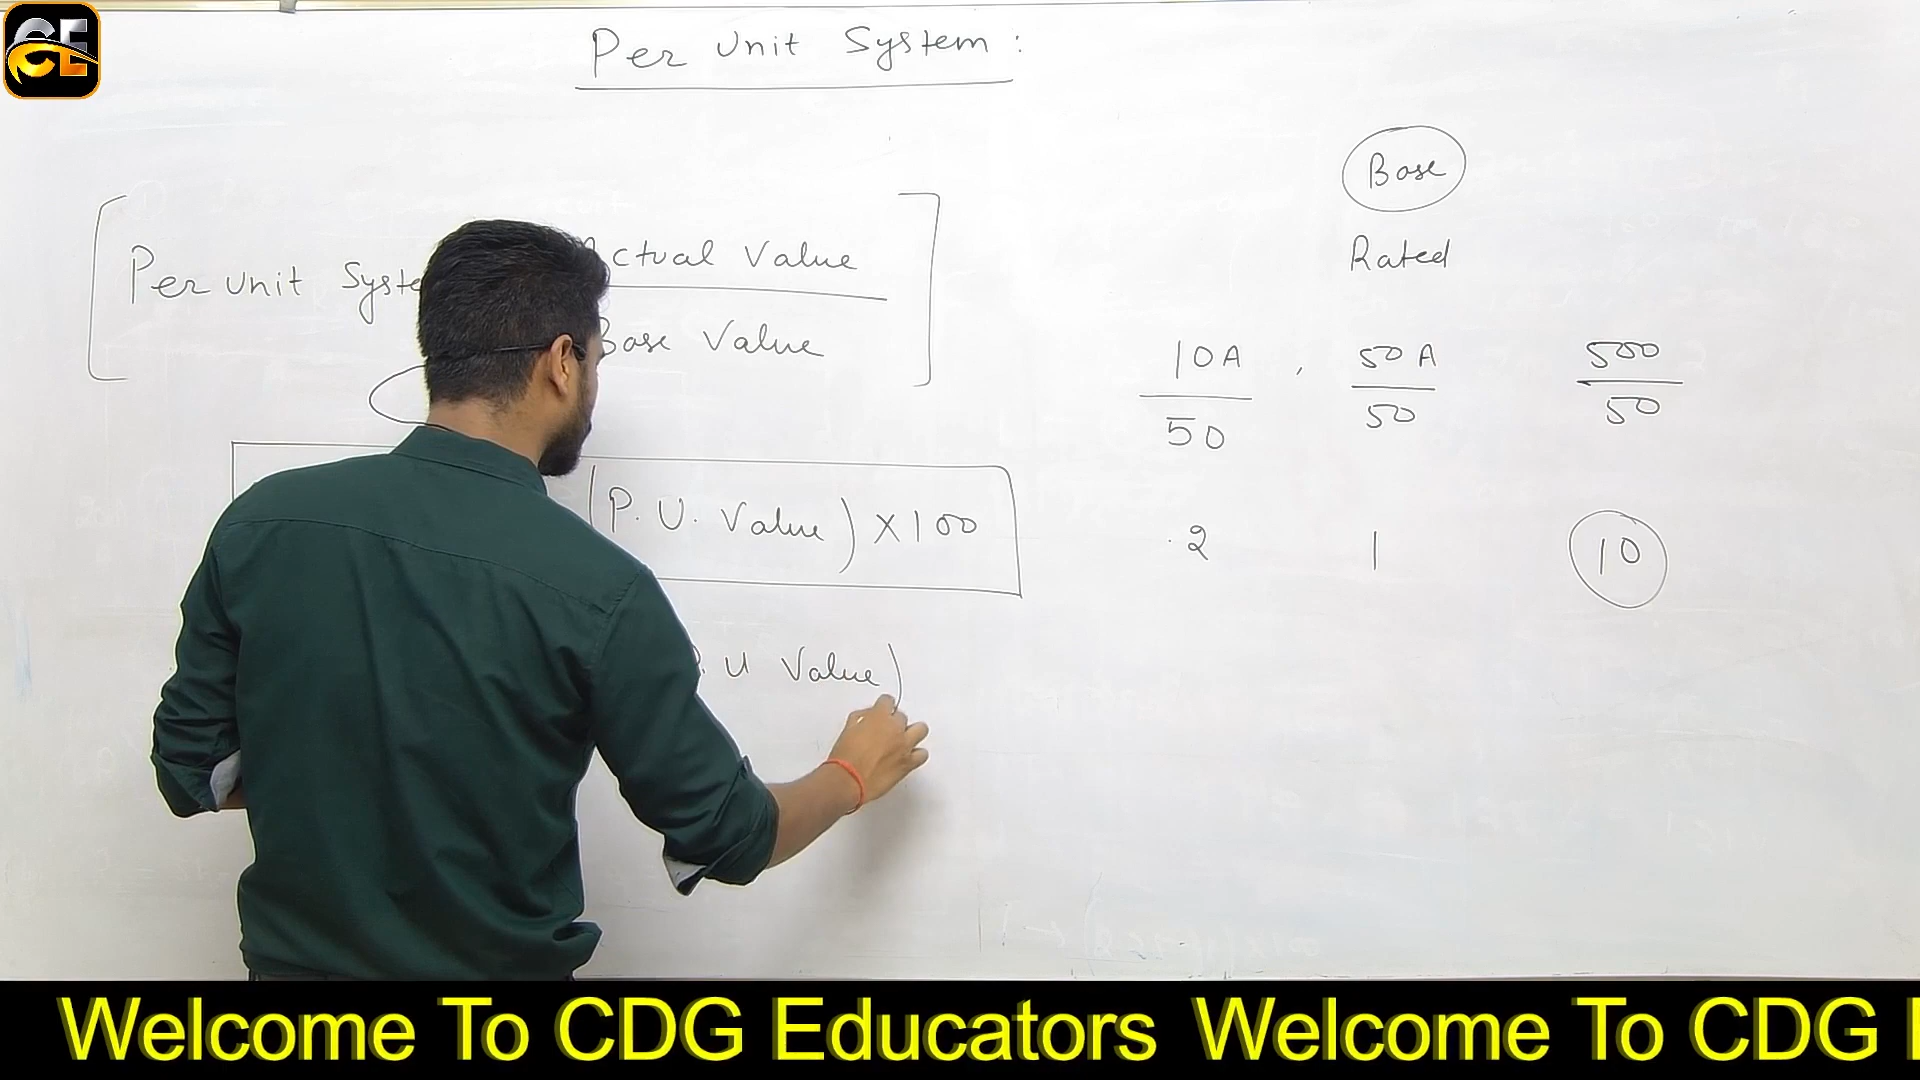 CE
Per Unit System :
Base
Rated
Per unit Actual Value
Base Value
10A , 50A 500
50 50 50
(P. U. Value) X 100
.2 1 10
U Value)
Welcome To CDG Educators Welcome To CDG